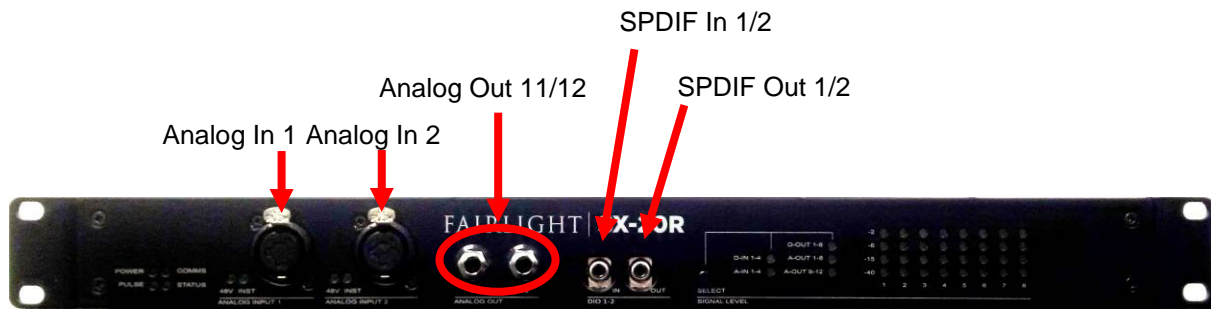 SPDIF In 1/2
Analog Out 11/12
SPDIF Out 1/2
Analog In 1
Analog In 2
FAIRLIGHT
X-20R
POWER
COMMS
PULSE
STATUS
48V INST
ANALOG INPUT 1
48V INST
ANALOG INPUT 2
ANALOG OUT
IN
OUT
DIO 1-2
D-OUT 1-8
D-IN 1-4
A-OUT 1-8
A-IN 1-4
A-OUT 9-12
SELECT
SIGNAL LEVEL
-2
-6
-15
-40
1 2 3 4 5 6 7 8